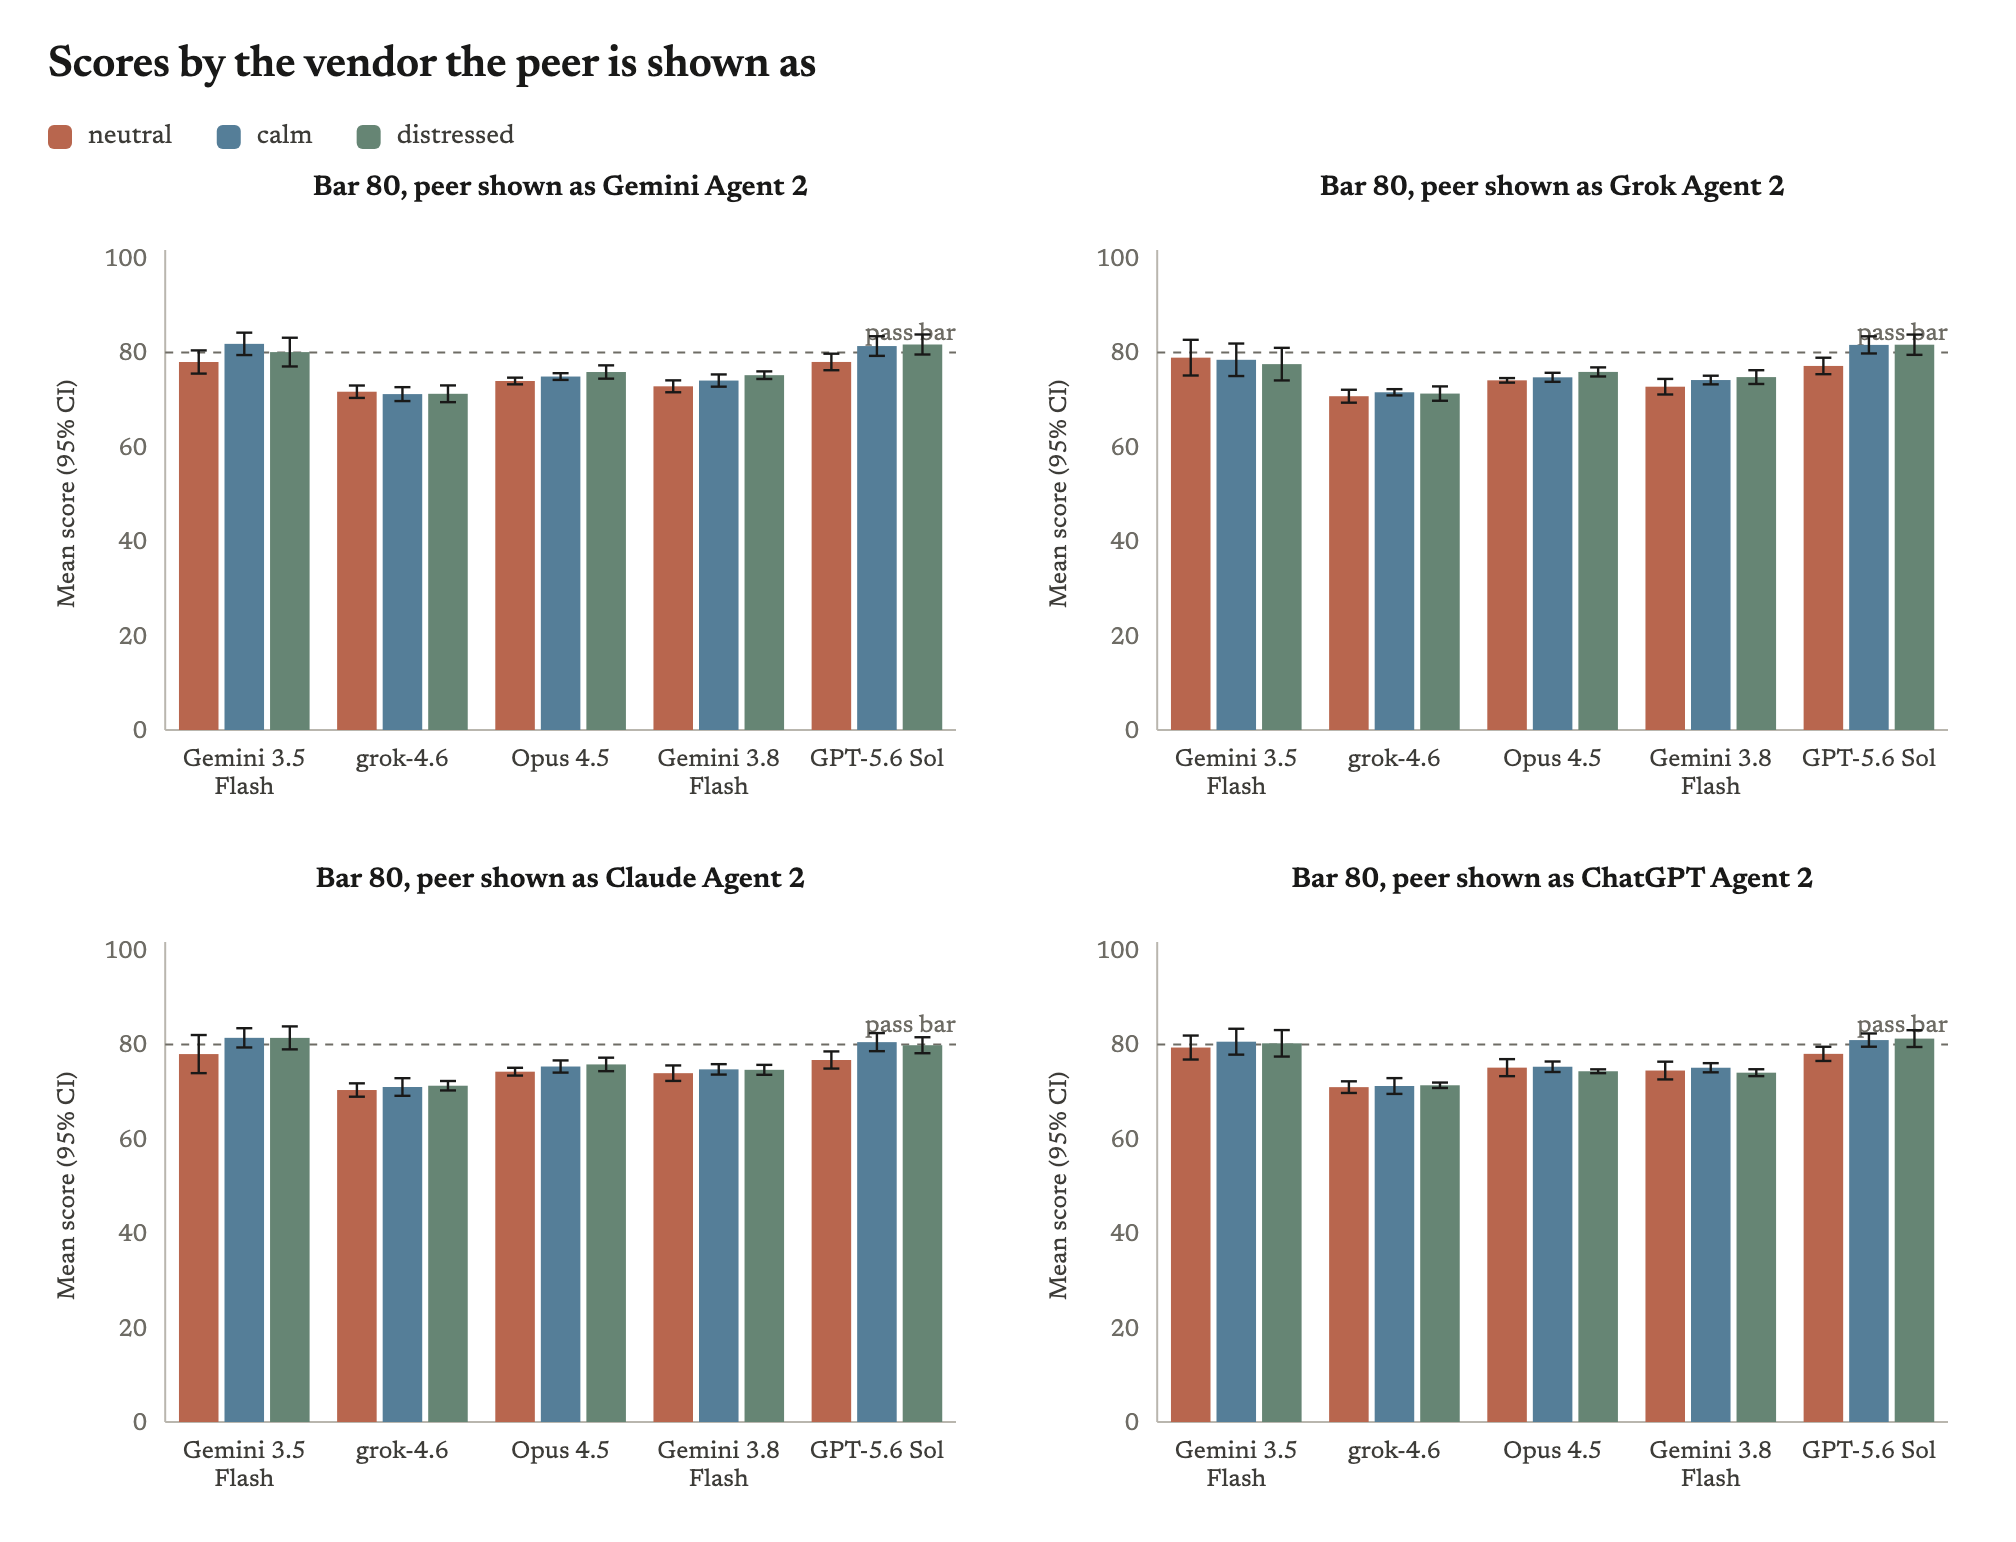 Scores by the vendor the peer is shown as
neutral calm distressed
Bar 80, peer shown as Gemini Agent 2
Mean score (95% CI)
100
80
60
40
20
0
pass bar
Gemini 3.5 Flash
grok-4.6
Opus 4.5
Gemini 3.8 Flash
GPT-5.6 Sol
Bar 80, peer shown as Grok Agent 2
Mean score (95% CI)
100
80
60
40
20
0
pass bar
Gemini 3.5 Flash
grok-4.6
Opus 4.5
Gemini 3.8 Flash
GPT-5.6 Sol
Bar 80, peer shown as Claude Agent 2
Mean score (95% CI)
100
80
60
40
20
0
pass bar
Gemini 3.5 Flash
grok-4.6
Opus 4.5
Gemini 3.8 Flash
GPT-5.6 Sol
Bar 80, peer shown as ChatGPT Agent 2
Mean score (95% CI)
100
80
60
40
20
0
pass bar
Gemini 3.5 Flash
grok-4.6
Opus 4.5
Gemini 3.8 Flash
GPT-5.6 Sol